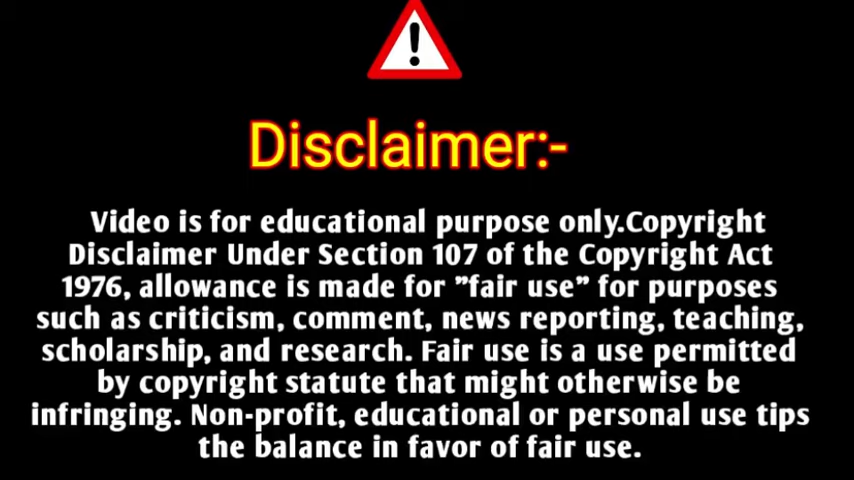 Disclaimer:-
Video is for educational purpose only.Copyright
Disclaimer Under Section 107 of the Copyright Act
1976, allowance is made for "fair use" for purposes
such as criticism, comment, news reporting, teaching,
scholarship, and research. Fair use is a use permitted
by copyright statute that might otherwise be
infringing. Non-profit, educational or personal use tips
the balance in favor of fair use.